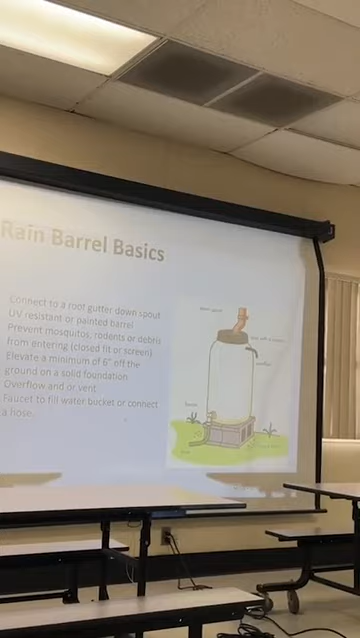 Rain Barrel Basics
Connect to a roof gutter down spout
UV resistant or painted barrel
Prevent mosquitos, rodents or debris
from entering (closed fit or screen)
Elevate a minimum of 6" off the
ground on a solid foundation
Overflow and or vent
Faucet to fill water bucket or connect
a hose